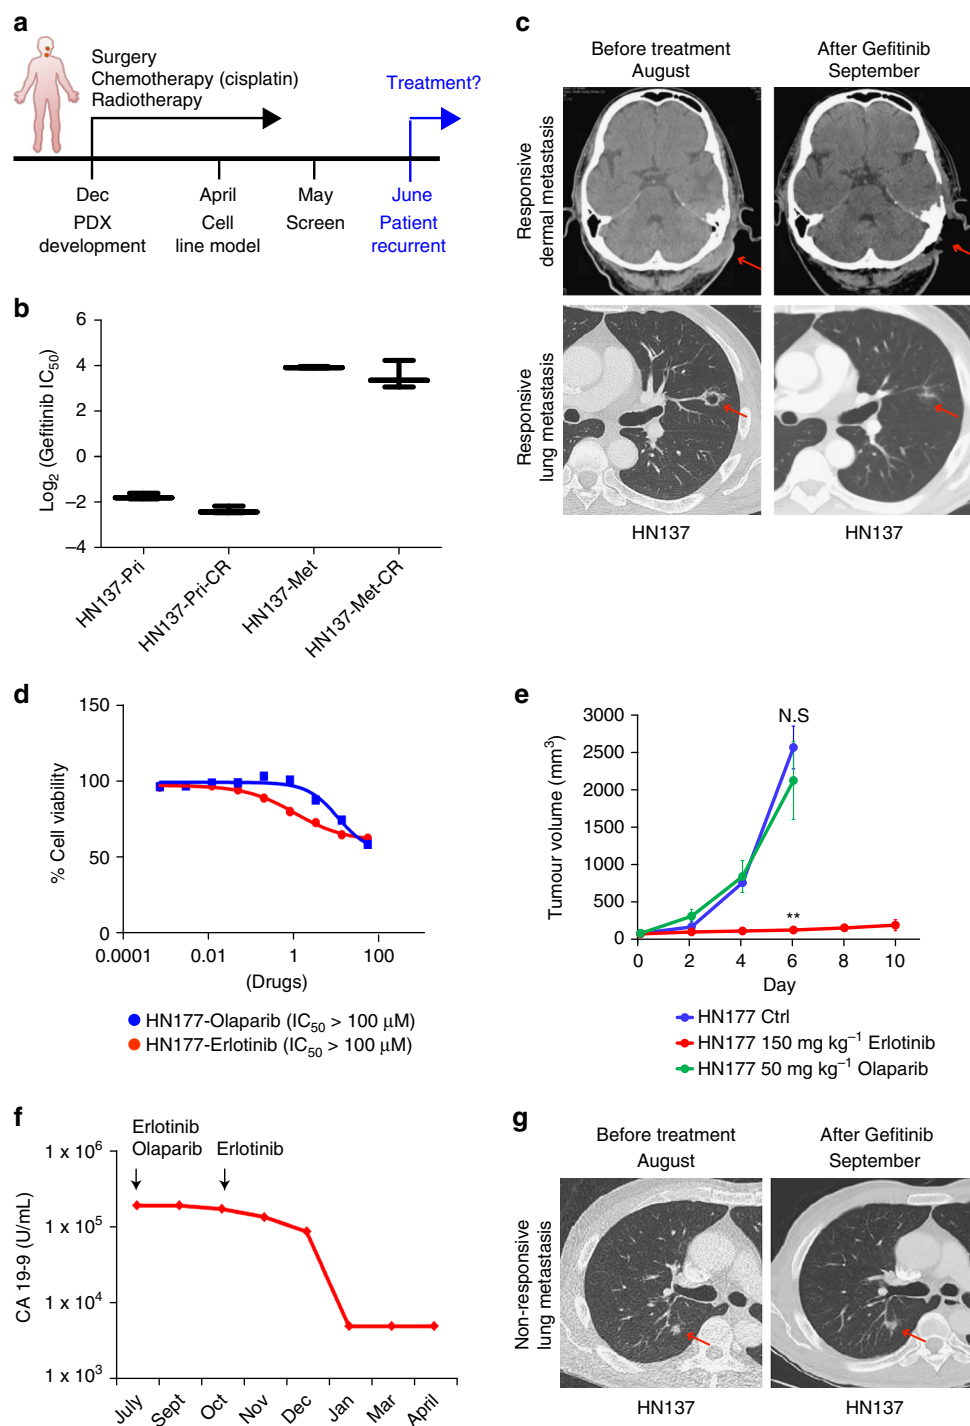 a
Surgery
Chemotherapy (cisplatin)
Radiotherapy
Treatment?
Dec
April
May
June
PDX
development
Cell
line model
Screen
Patient
recurrent
b
Log2 (Gefitinib IC50)
6
4
2
0
−2
−4
HN137-Pri
HN137-Pri-CR
HN137-Met
HN137-Met-CR
c
Before treatment
August
After Gefitinib
September
Responsive
dermal metastasis
Responsive
lung metastasis
HN137
HN137
d
% Cell viability
150
100
50
0
0.0001
0.01
1
100
(Drugs)
HN177-Olaparib (IC50 > 100 μM)
HN177-Erlotinib (IC50 > 100 μM)
e
Tumour volume (mm3)
3000
2500
2000
1500
1000
500
0
N.S
**
0
2
4
6
8
10
Day
HN177 Ctrl
HN177 150 mg kg−1 Erlotinib
HN177 50 mg kg−1 Olaparib
f
Erlotinib
Olaparib
Erlotinib
CA 19-9 (U/mL)
1 x 10^6
1 x 10^5
1 x 10^4
1 x 10^3
July
Sept
Oct
Nov
Dec
Jan
Mar
April
g
Before treatment
August
After Gefitinib
September
Non-responsive
lung metastasis
HN137
HN137